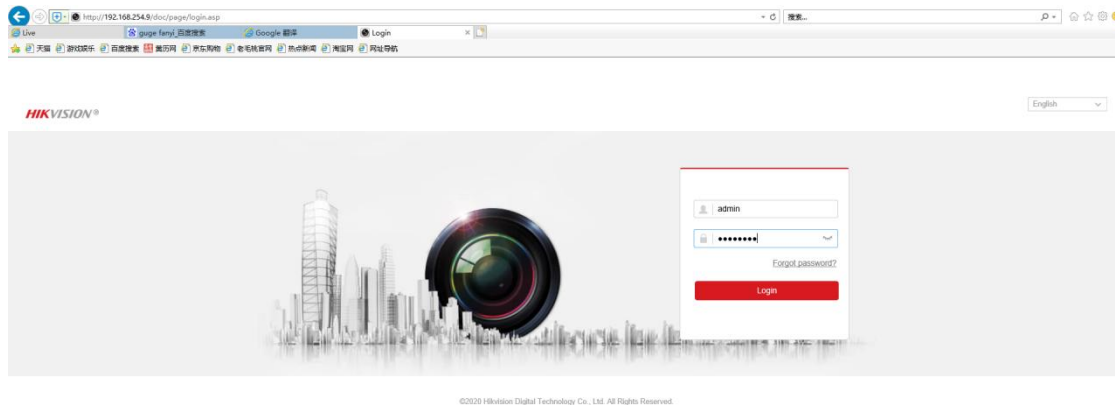 http://192.168.254.9/doc/page/login.asp
搜索...
Live
guge fanyi_百度搜索
Google 翻译
Login
天猫 游戏娱乐 百度搜索 黄历网 京东购物 老毛桃官网 热点新闻 淘宝网 网址导航
HIKVISION®
English
admin
Forgot password?
Login
©2020 Hikvision Digital Technology Co., Ltd. All Rights Reserved.